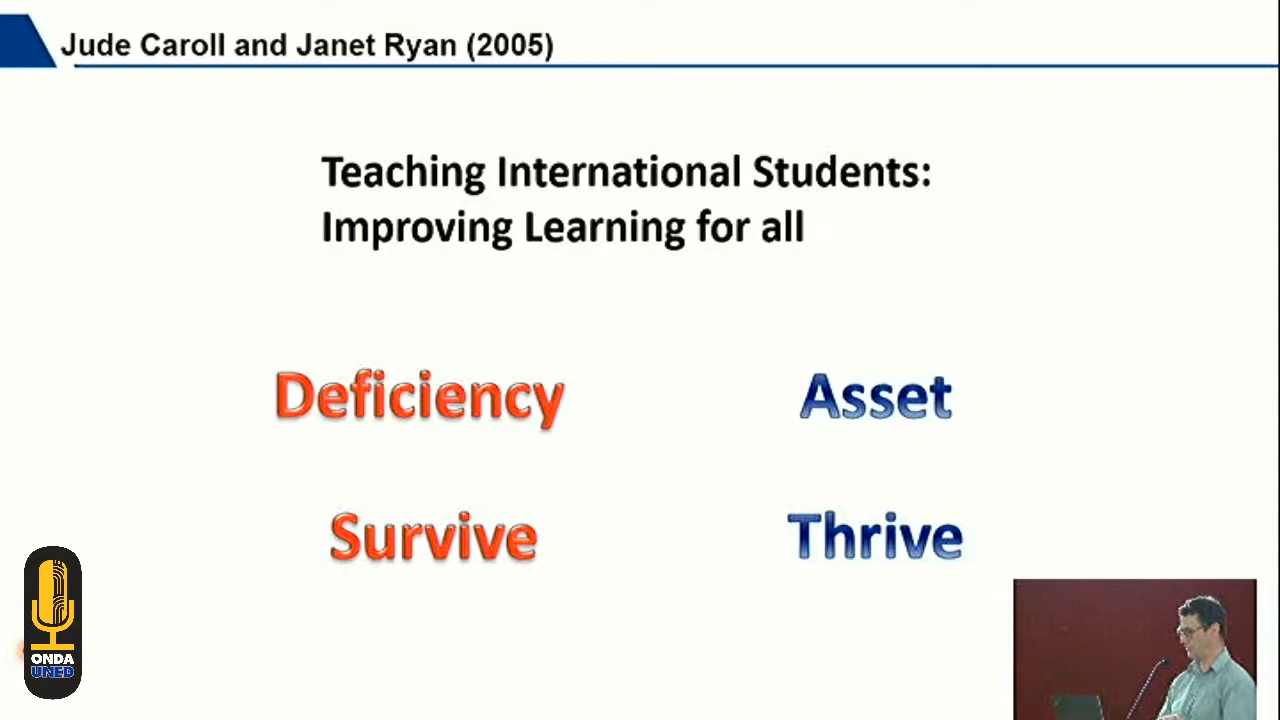 Jude Caroll and Janet Ryan (2005)
Teaching International Students:
Improving Learning for all
Deficiency
Asset
Survive
Thrive
ONDA
UNED